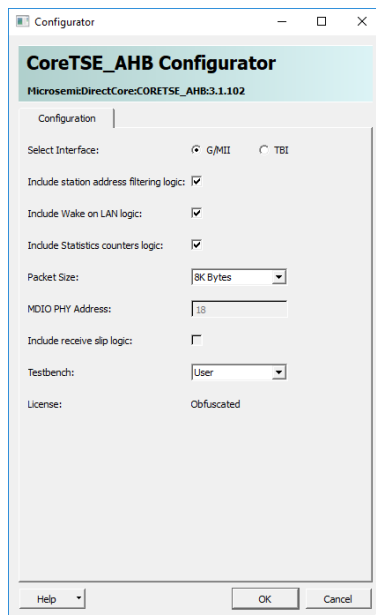 Configurator
CoreTSE_AHB Configurator
Microsemi:DirectCore:CORETSE_AHB:3.1.102
Configuration
Select Interface: G/MII TBI
Include station address filtering logic:
Include Wake on LAN logic:
Include Statistics counters logic:
Packet Size: 8K Bytes
MDIO PHY Address: 18
Include receive slip logic:
Testbench: User
License: Obfuscated
Help OK Cancel